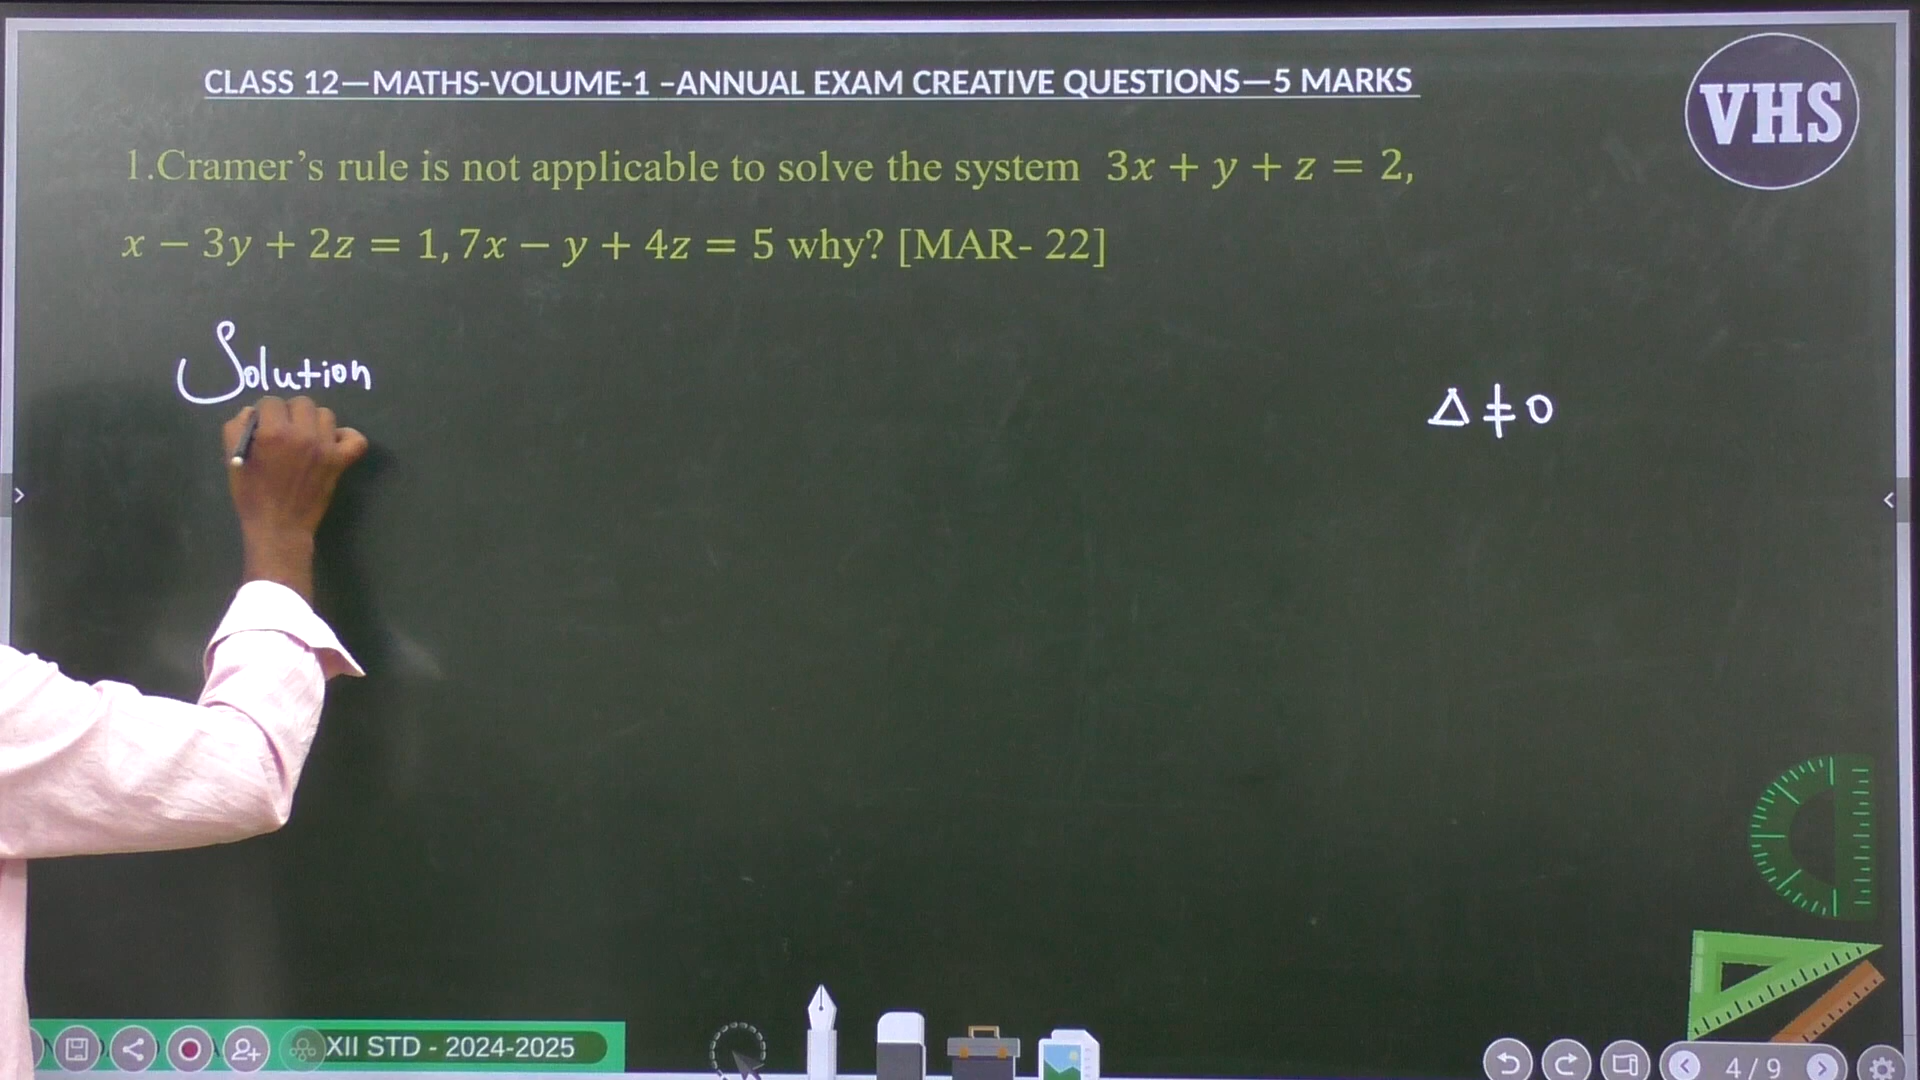 CLASS 12—MATHS-VOLUME-1 –ANNUAL EXAM CREATIVE QUESTIONS—5 MARKS
VHS
1.Cramer’s rule is not applicable to solve the system 3x + y + z = 2,
x − 3y + 2z = 1, 7x − y + 4z = 5 why? [MAR- 22]
Solution
Δ ≠ 0
XII STD - 2024-2025
4/9